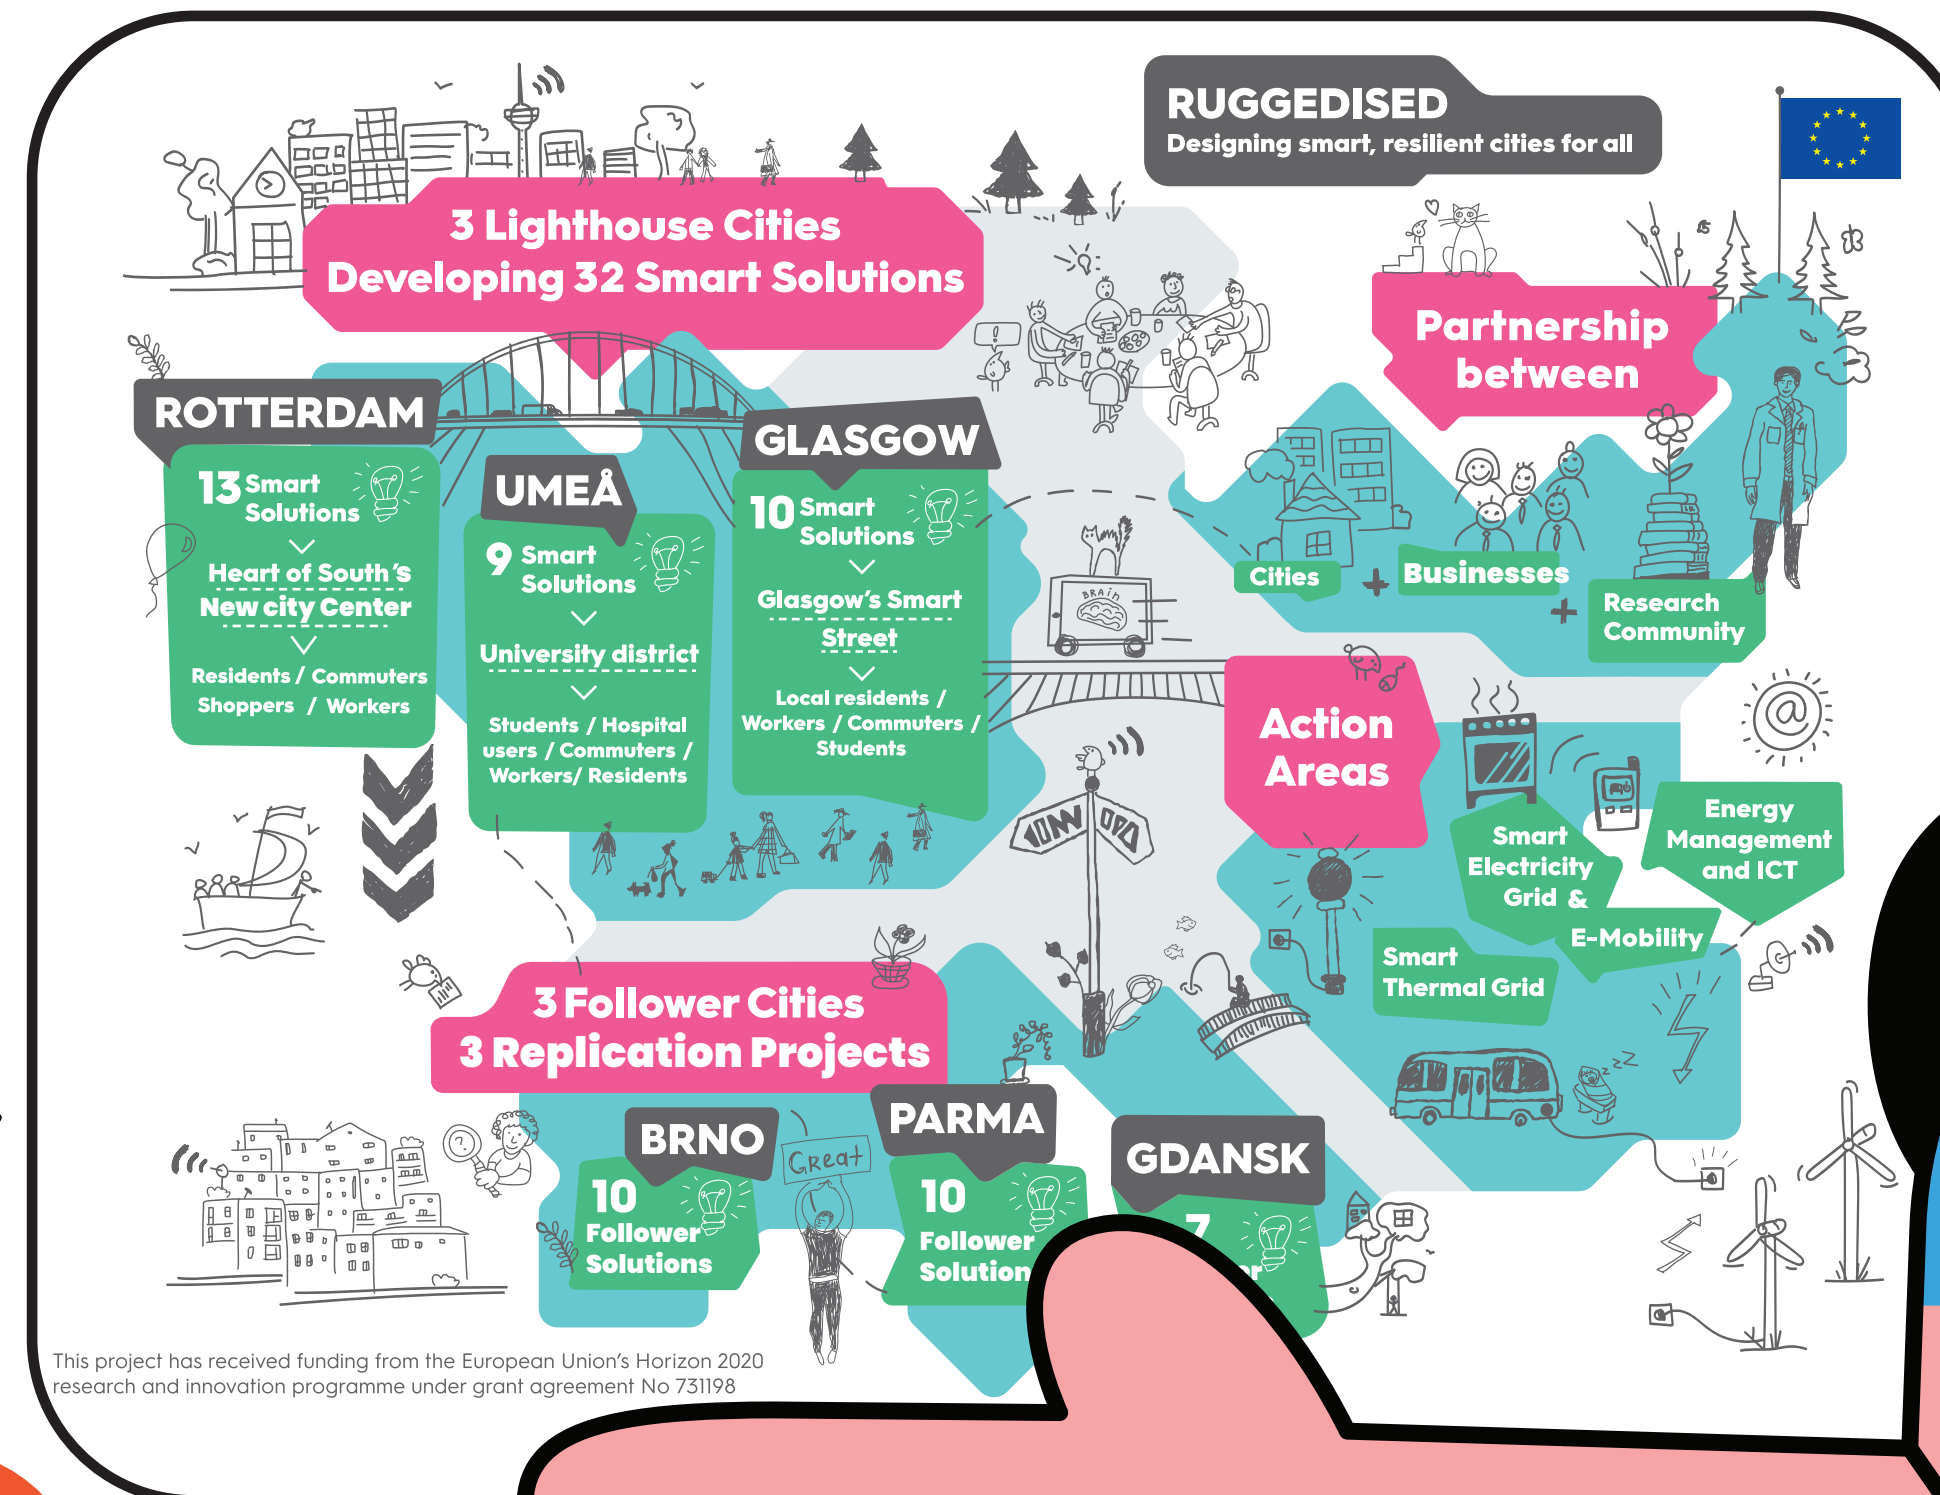 RUGGEDISED
Designing smart, resilient cities for all
3 Lighthouse Cities
Developing 32 Smart Solutions
ROTTERDAM
13 Smart
Solutions
Heart of South's
New city Center
Residents / Commuters
Shoppers / Workers
UMEÅ
9 Smart
Solutions
University district
Students / Hospital
users / Commuters /
Workers/ Residents
GLASGOW
10 Smart
Solutions
Glasgow's Smart
Street
Local residents /
Workers / Commuters /
Students
!
BRAin
Partnership
between
Cities
+
Businesses
+
Research
Community
Action
Areas
@
Smart
Electricity
Grid &
E-Mobility
Energy
Management
and ICT
Smart
Thermal Grid
zzZZ
3 Follower Cities
3 Replication Projects
BRNO
10
Follower
Solutions
GReat
?
PARMA
10
Follower
Solution
GDANSK
7
er
This project has received funding from the European Union's Horizon 2020
research and innovation programme under grant agreement No 731198